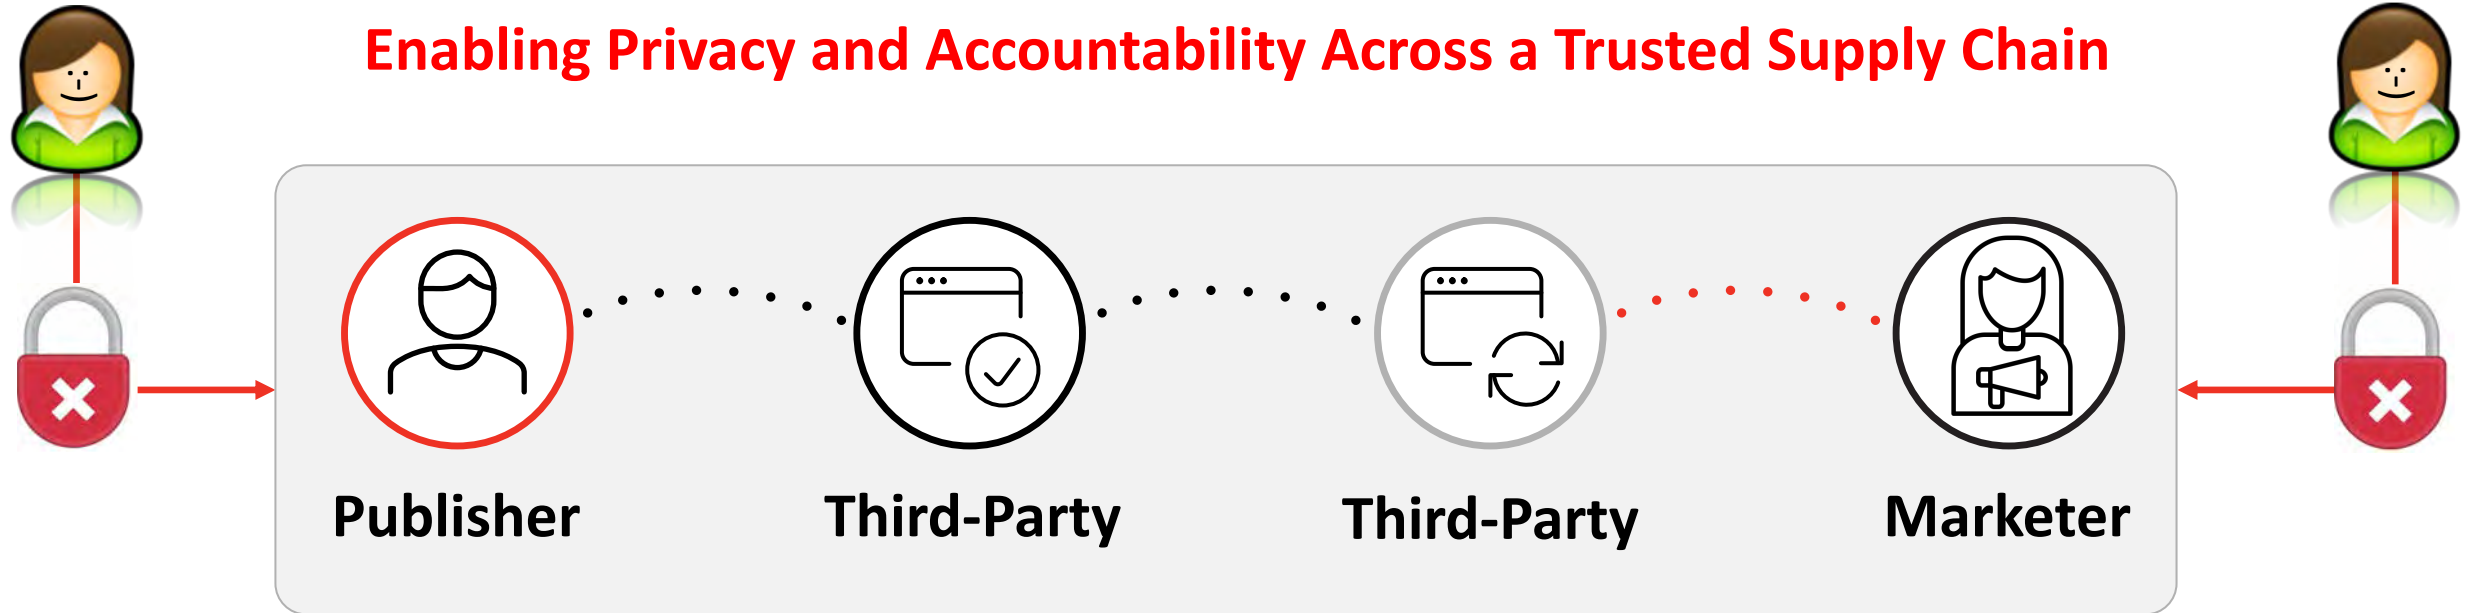 Enabling Privacy and Accountability Across a Trusted Supply Chain
Publisher
Third-Party
Third-Party
Marketer